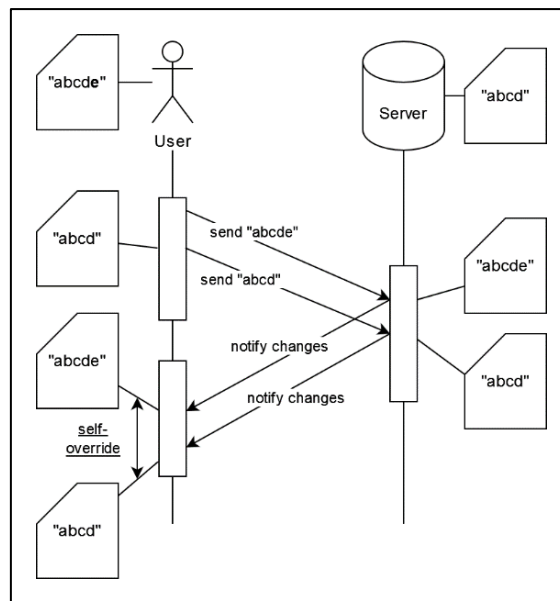 "abcde"
User
Server
"abcd"
"abcd"
send "abcde"
send "abcd"
"abcde"
"abcd"
"abcde"
notify changes
notify changes
self-
override
"abcd"